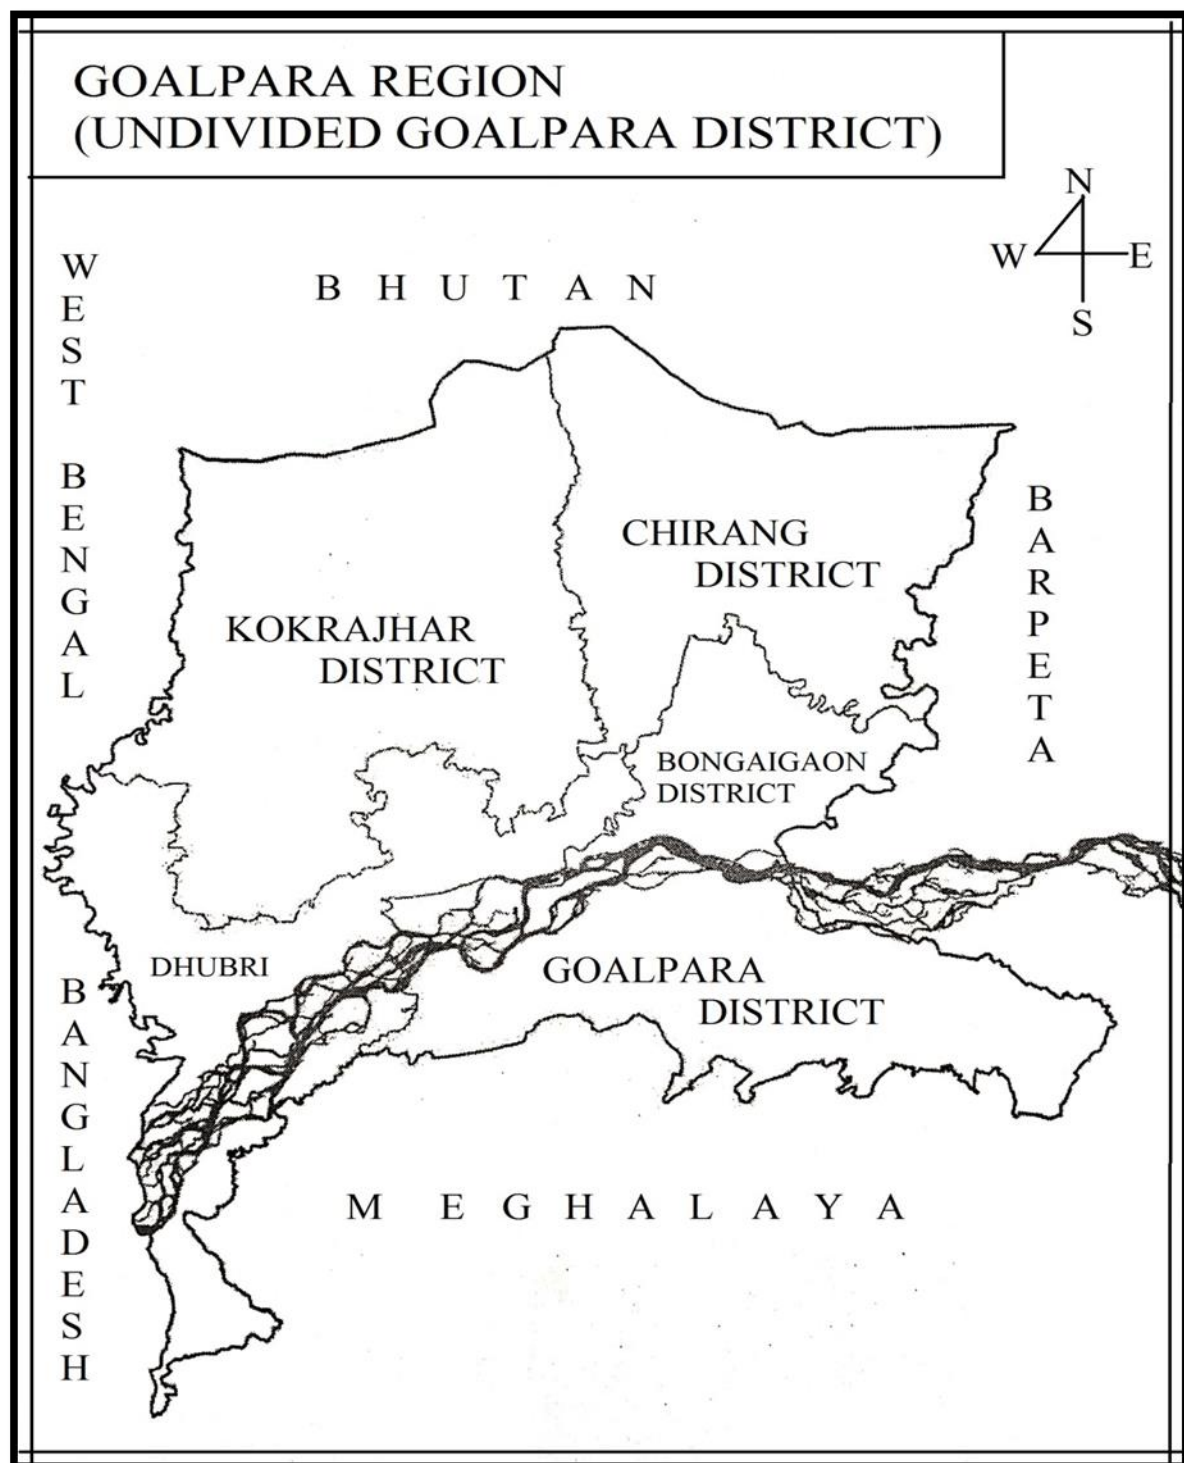 GOALPARA REGION
(UNDIVIDED GOALPARA DISTRICT)
N
W E
S
BHUTAN
WEST BENGAL
CHIRANG
DISTRICT
BARPETA
KOKRAJHAR
DISTRICT
BONGAIGAON
DISTRICT
DHUBRI
GOALPARA
DISTRICT
BANGLADESH
MEGHALAYA